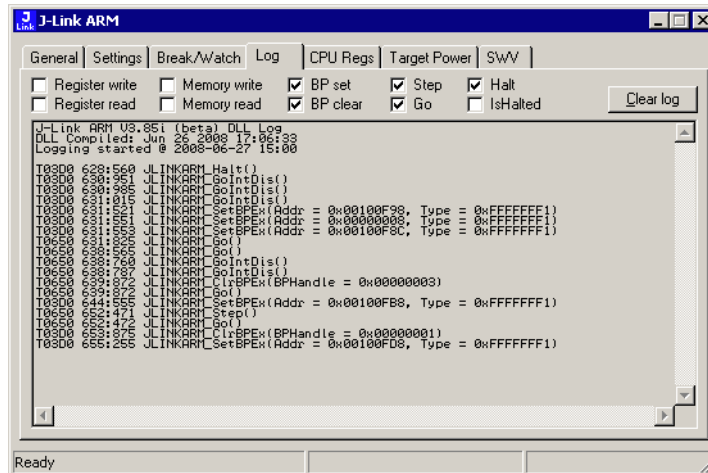 J-Link ARM
General Settings Break/Watch Log CPU Regs Target Power SWV
Register write Memory write BP set Step Halt
Register read Memory read BP clear Go IsHalted
Clear log
J-Link ARM V3.85i (beta) DLL Log
DLL Compiled: Jun 26 2008 17:06:33
Logging started @ 2008-06-27 15:00
T03D0 628:560 JLINKARM_Halt()
T03D0 630:951 JLINKARM_GoIntDis()
T03D0 630:985 JLINKARM_GoIntDis()
T03D0 631:015 JLINKARM_GoIntDis()
T03D0 631:521 JLINKARM_SetBPEx(Addr = 0x00100F98, Type = 0xFFFFFFF1)
T03D0 631:551 JLINKARM_SetBPEx(Addr = 0x00000008, Type = 0xFFFFFFF1)
T03D0 631:553 JLINKARM_SetBPEx(Addr = 0x00100F8C, Type = 0xFFFFFFF1)
T0650 631:825 JLINKARM_Go()
T0650 638:565 JLINKARM_Go()
T0650 638:760 JLINKARM_GoIntDis()
T0650 638:787 JLINKARM_GoIntDis()
T0650 639:872 JLINKARM_ClrBPEx(BPHandle = 0x00000003)
T0650 639:872 JLINKARM_Go()
T03D0 644:555 JLINKARM_SetBPEx(Addr = 0x00100FB8, Type = 0xFFFFFFF1)
T0650 652:471 JLINKARM_Step()
T0650 652:472 JLINKARM_Go()
T03D0 653:875 JLINKARM_ClrBPEx(BPHandle = 0x00000001)
T03D0 655:255 JLINKARM_SetBPEx(Addr = 0x00100FD8, Type = 0xFFFFFFF1)
Ready